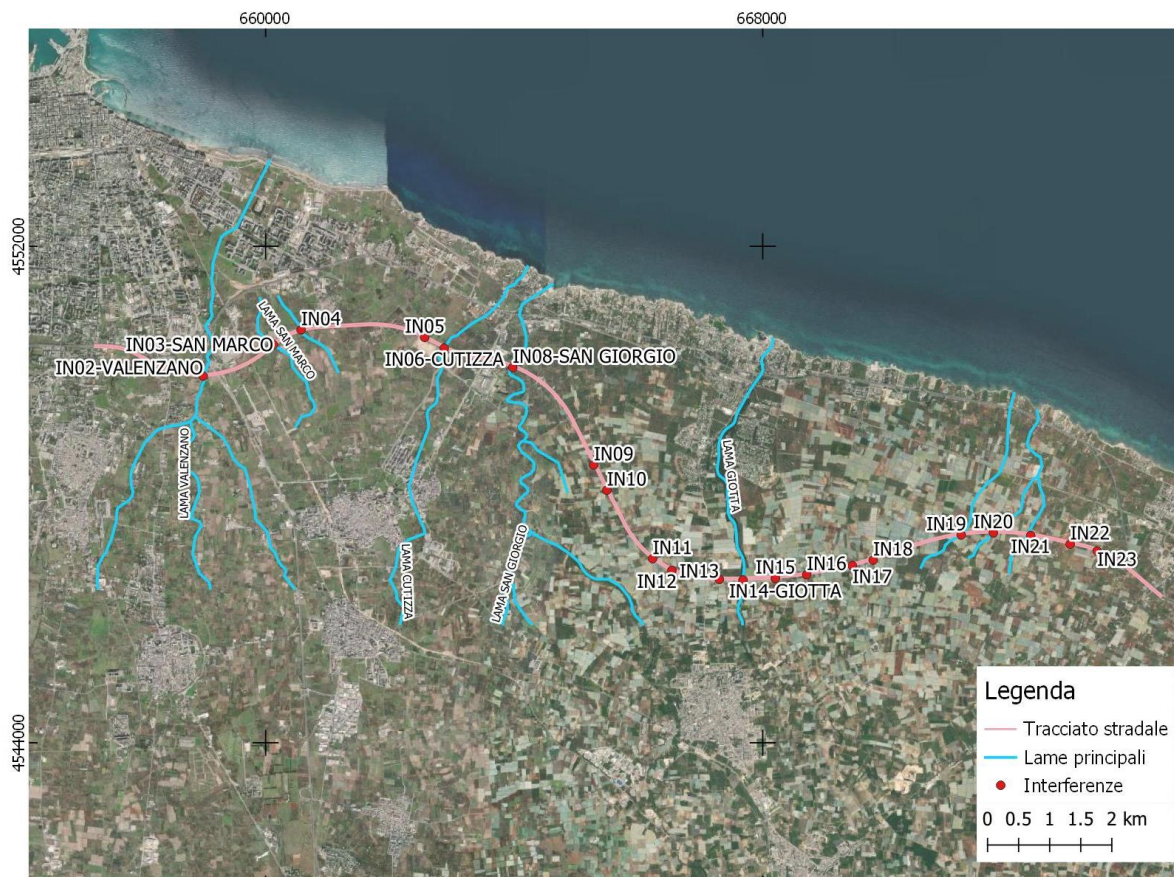 660000
668000
4552000
4544000
IN04
LAMA SAN MARCO
IN03-SAN MARCO
IN05
IN02-VALENZANO
IN06-CUTIZZA
IN08-SAN GIORGIO
LAMA VALENZANO
IN09
IN10
LAMA GIOTTA
LAMA CUTIZZA
LAMA SAN GIORGIO
IN11
IN12
IN13
IN14-GIOTTA
IN15
IN16
IN17
IN18
IN19
IN20
IN21
IN22
IN23
Legenda
Tracciato stradale
Lame principali
Interferenze
0 0.5 1 1.5 2 km